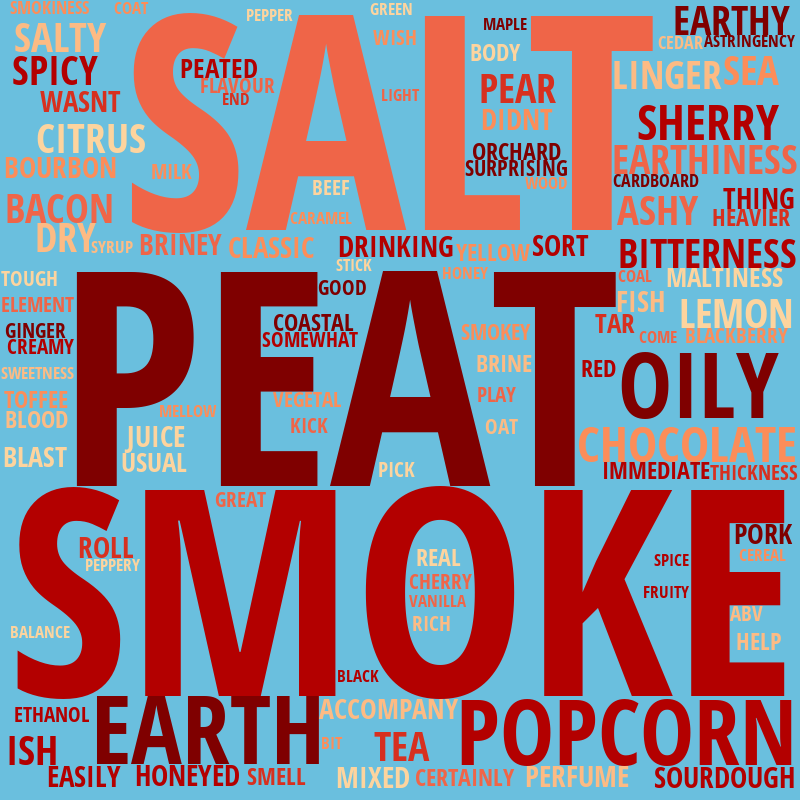 SMOKINESS COAT PEPPER GREEN
SALT
MAPLE EARTHY
SALTY WISH BODY CEDAR ASTRINGENCY
SPICY PEATED LINGER SEA
WASNT FLAVOUR LIGHT PEAR
END
CITRUS DIDNT SHERRY
BOURBON MILK ORCHARD EARTHINESS
SURPRISING
BEEF WOOD CARDBOARD
BACON CARAMEL ASHY THING
HEAVIER
DRY SYRUP BRINEY CLASSIC DRINKING YELLOW SORT BITTERNESS
STICK
TOUGH HONEY COAL MALTINESS
PEAT
GOOD
ELEMENT FISH LEMON
GINGER COASTAL SMOKEY TAR
CREAMY SOMEWHAT COME BLACKBERRY
SWEETNESS BRINE RED OILY
TOFFEE VEGETAL PLAY
BLOOD MELLOW KICK OAT
JUICE CHOCOLATE
BLAST USUAL PICK IMMEDIATE THICKNESS
SMOKE
GREAT
ROLL PORK
PEPPERY REAL SPICE CEREAL
CHERRY
VANILLA FRUITY
RICH ABV
BALANCE HELP
BLACK
ETHANOL EARTH ACCOMPANY POPCORN
ISH BIT TEA
EASILY HONEYED SMELL MIXED CERTAINLY PERFUME SOURDOUGH